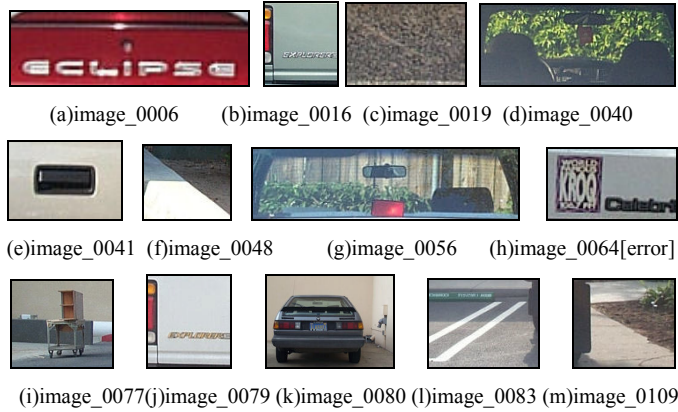 ECLIPSE
EXPLORER
(a)image_0006 (b)image_0016 (c)image_0019 (d)image_0040
WORLD
FAMOUS
KROQ
Celebri
(e)image_0041 (f)image_0048 (g)image_0056 (h)image_0064[error]
EXPLORER
(i)image_0077(j)image_0079 (k)image_0080 (l)image_0083 (m)image_0109